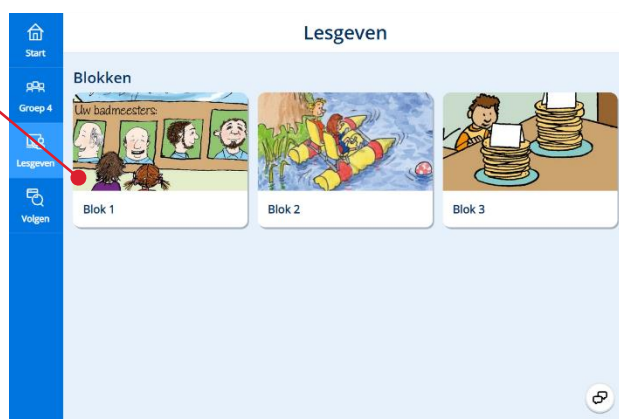 Start
Groep 4
Lesgeven
Volgen
Lesgeven
Blokken
Uw badmeesters:
Blok 1
Blok 2
Blok 3